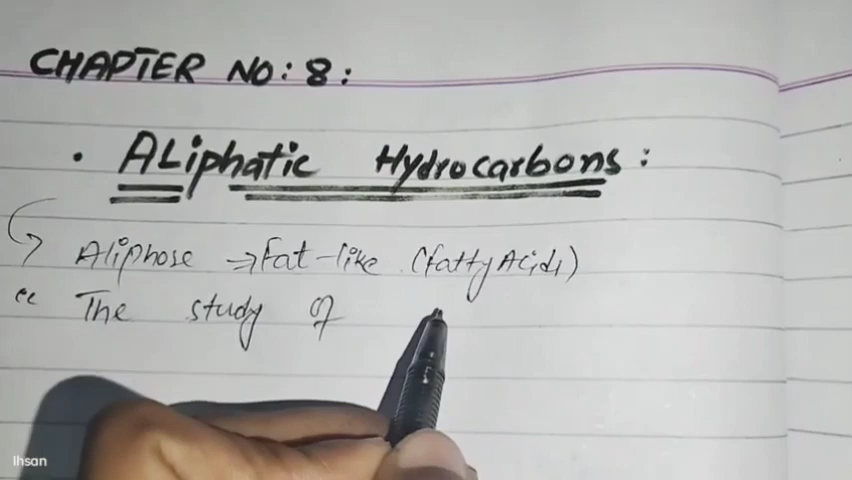 CHAPTER NO: 8:
• ALiphatic Hydrocarbons:
Aliphose ⇒ Fat-like (fatty Acids)
“ The study of
Ihsan